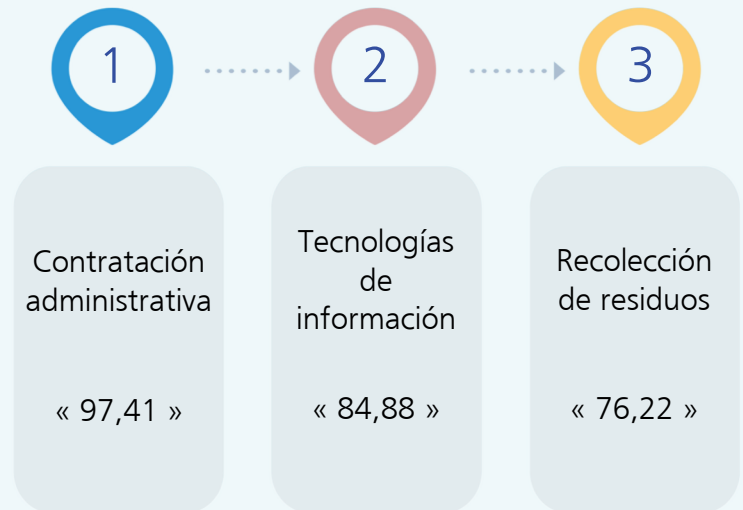 1
2
3
Contratación
administrativa
« 97,41 »
Tecnologías
de
información
« 84,88 »
Recolección
de residuos
« 76,22 »